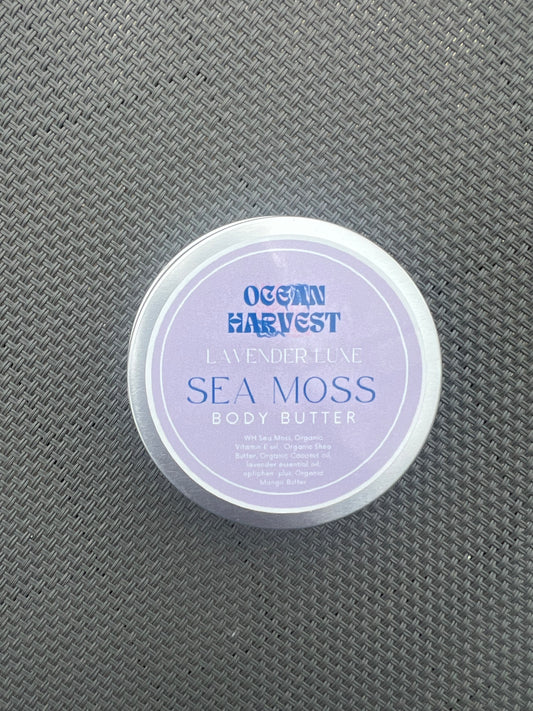 OCEAN
HARVEST
LAVENDER LUXE
SEA MOSS
BODY BUTTER
WH Sea Moss, Organic
Vitamin E oil, Organic Shea
Butter, Organic Coconut oil,
lavender essential oil,
optiphen plus, Organic
Mango Butter